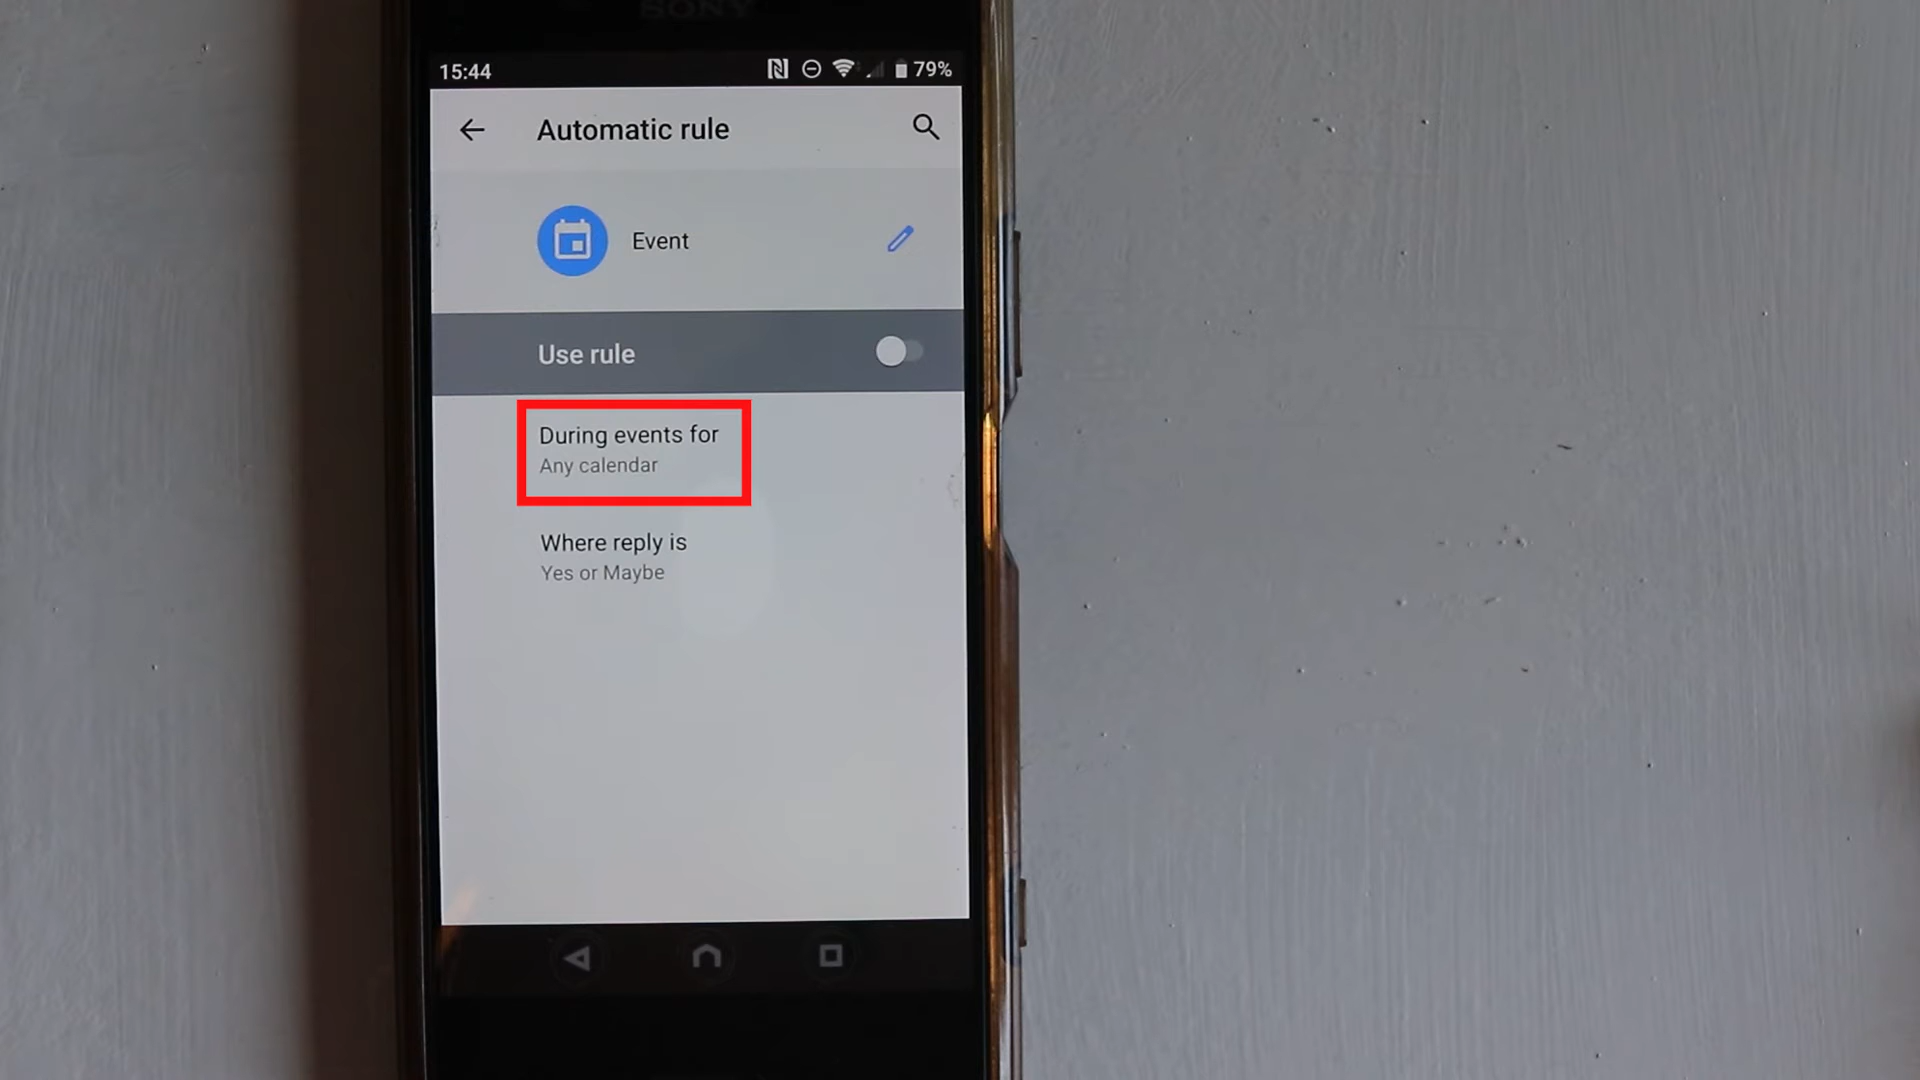 SONY
15:44 79%
Automatic rule
Event
Use rule
During events for
Any calendar
Where reply is
Yes or Maybe